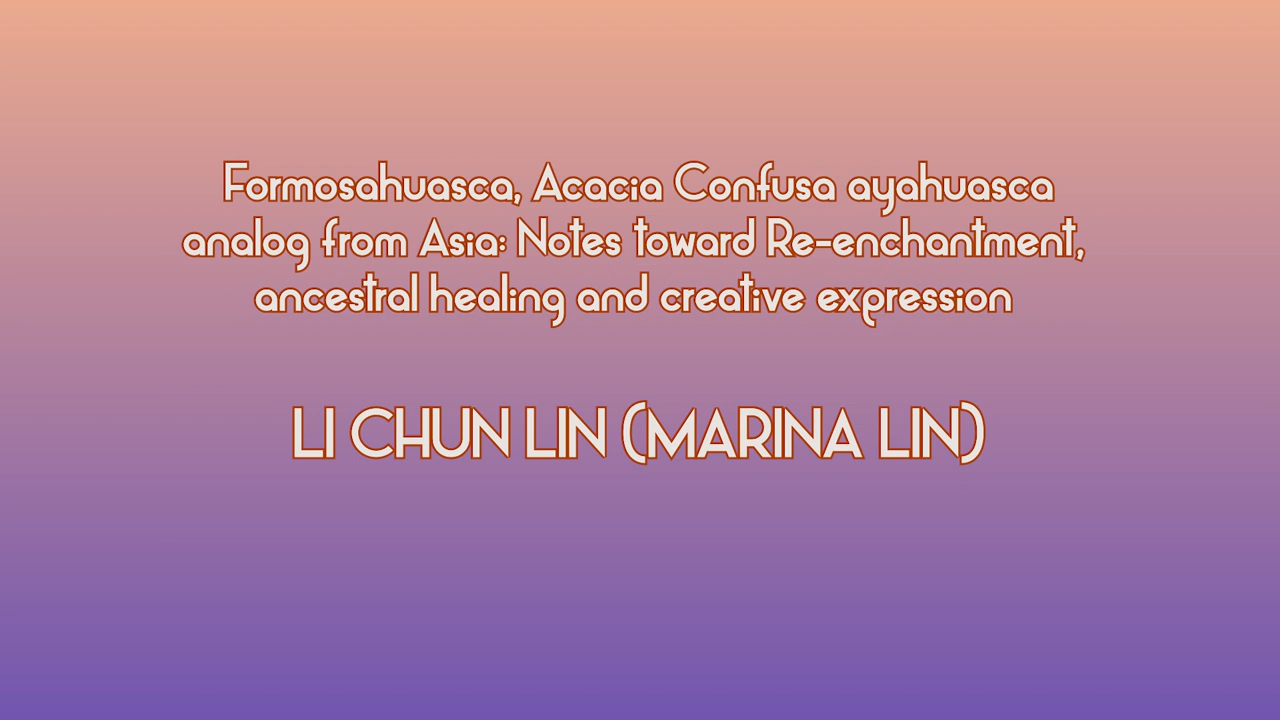 Formosahuasca, Acacia Confusa ayahuasca
analog from Asia: Notes toward Re-enchantment,
ancestral healing and creative expression
LI CHUN LIN (MARINA LIN)